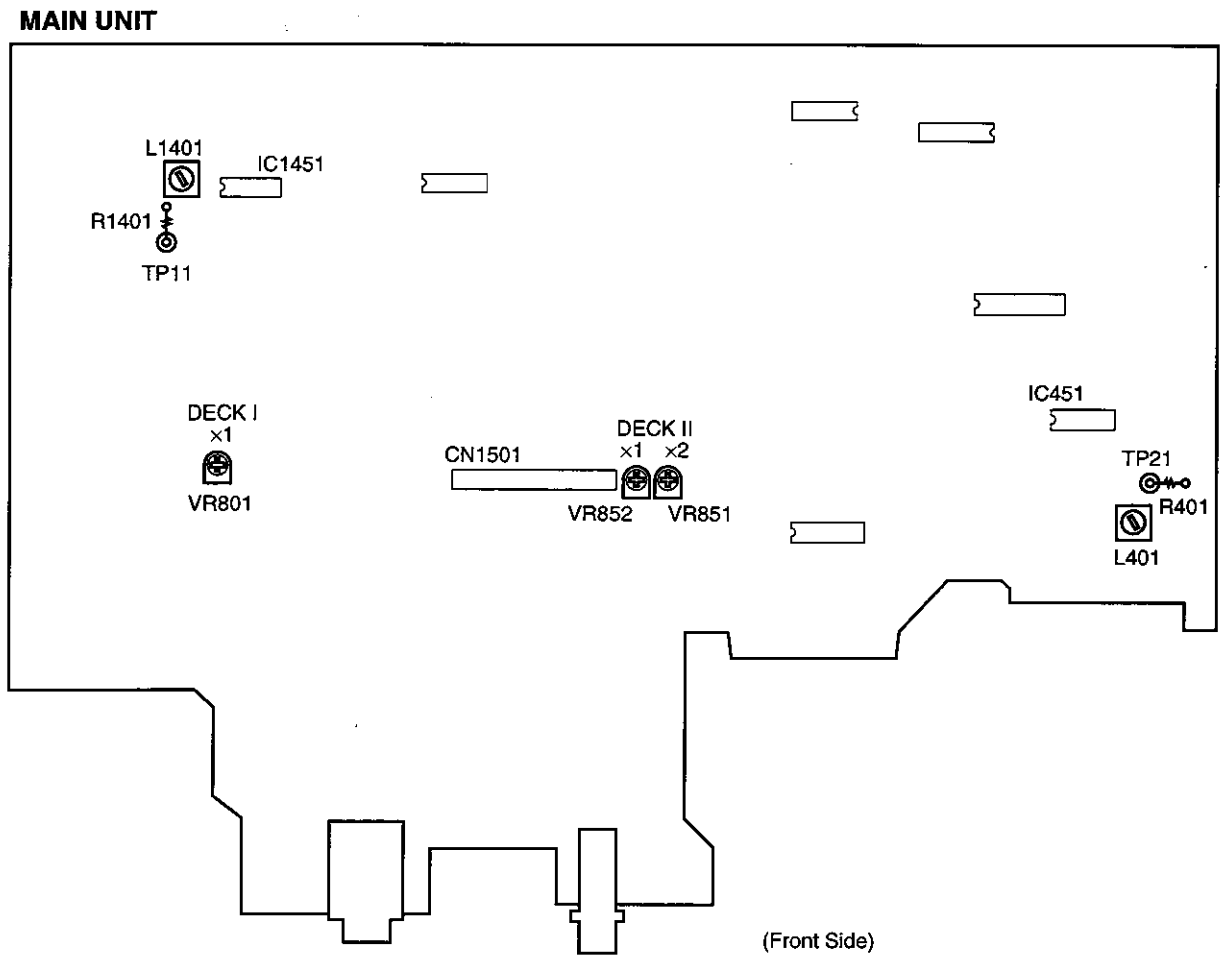 MAIN UNIT
L1401
IC1451
R1401
TP11
DECK I
×1
VR801
CN1501
DECK II
×1 ×2
VR852
VR851
IC451
TP21
R401
L401
(Front Side)